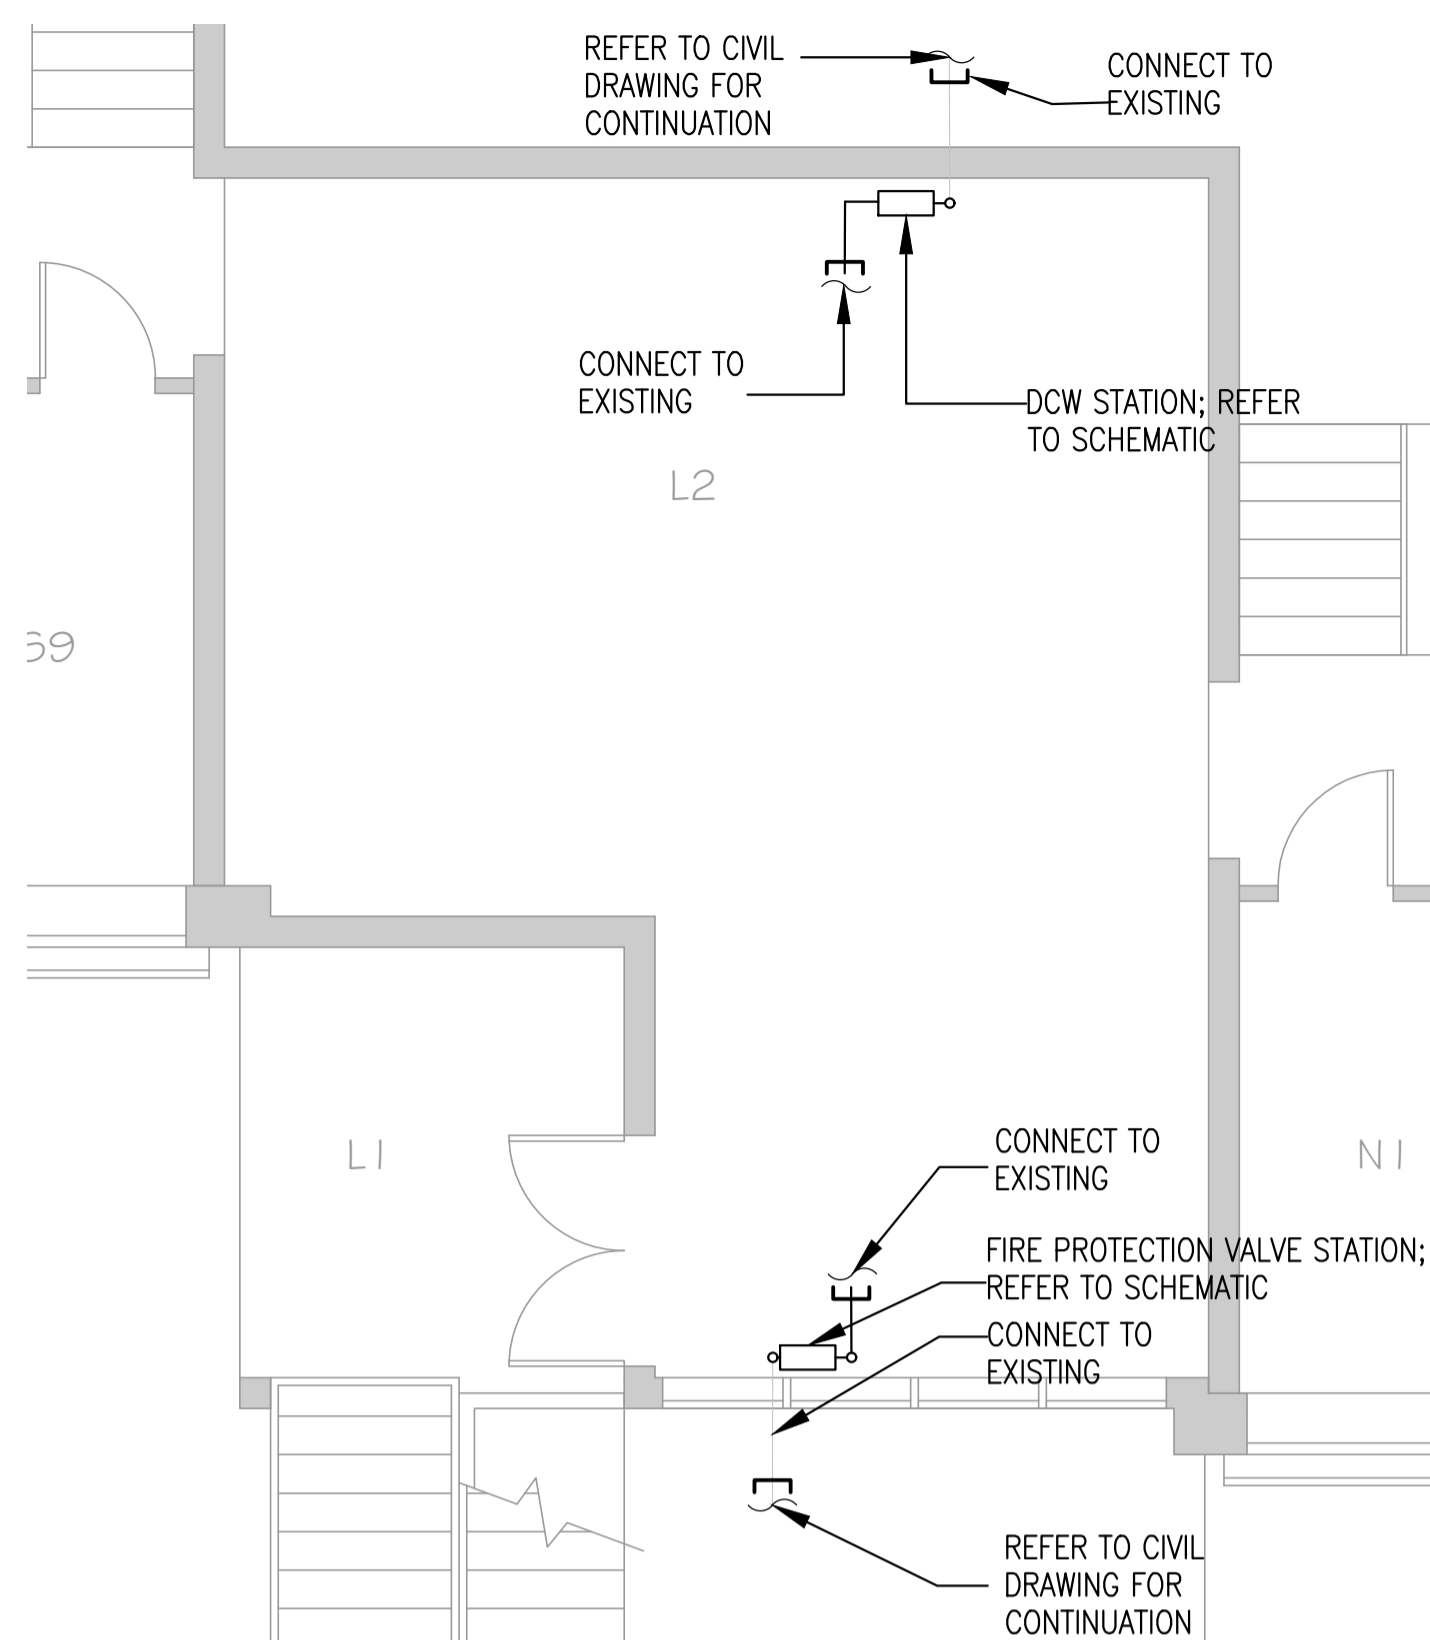 REFER TO CIVIL
DRAWING FOR
CONTINUATION
CONNECT TO
EXISTING
CONNECT TO
EXISTING
DCW STATION; REFER
TO SCHEMATIC
L2
69
L1
N1
CONNECT TO
EXISTING
FIRE PROTECTION VALVE STATION;
REFER TO SCHEMATIC
CONNECT TO
EXISTING
REFER TO CIVIL
DRAWING FOR
CONTINUATION